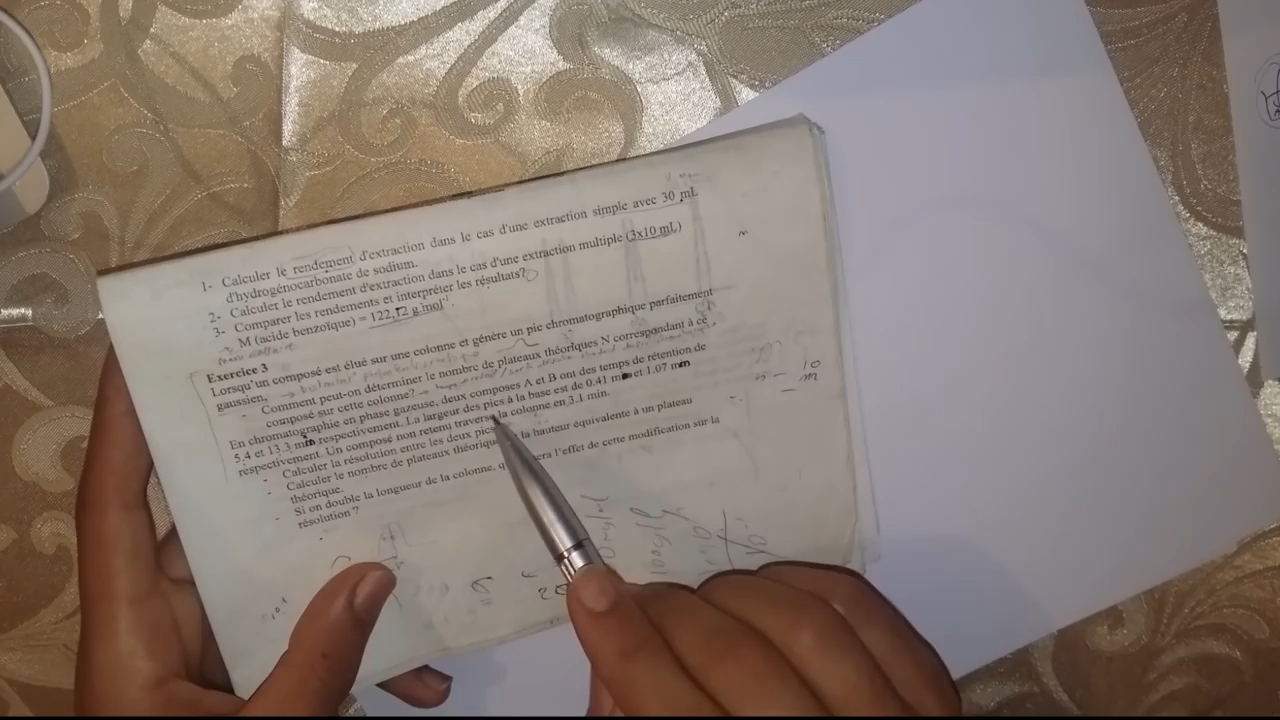 1- Calculer le rendement d'extraction dans le cas d'une extraction simple avec 30 mL
d'hydrogénocarbonate de sodium.
2- Calculer le rendement d'extraction dans le cas d'une extraction multiple (3x10 mL)
3- Comparer les rendements et interpréter les résultats?
M (acide benzoïque) = 122,12 g.mol⁻¹.
Exercice 3
Lorsqu'un composé est élué sur une colonne et génère un pic chromatographique parfaitement
gaussien,
- Comment peut-on déterminer le nombre de plateaux théoriques N correspondant à ce
composé sur cette colonne?
En chromatographie en phase gazeuse, deux composes A et B ont des temps de rétention de
5.4 et 13.3 min respectivement. La largeur des pics à la base est de 0.41 min et 1.07 min
respectivement. Un composé non retenu traverse la colonne en 3.1 min.
- Calculer la résolution entre les deux pics
- Calculer le nombre de plateaux théorique la hauteur équivalente à un plateau
théorique.
- Si on double la longueur de la colonne, l'effet de cette modification sur la
résolution ?
10